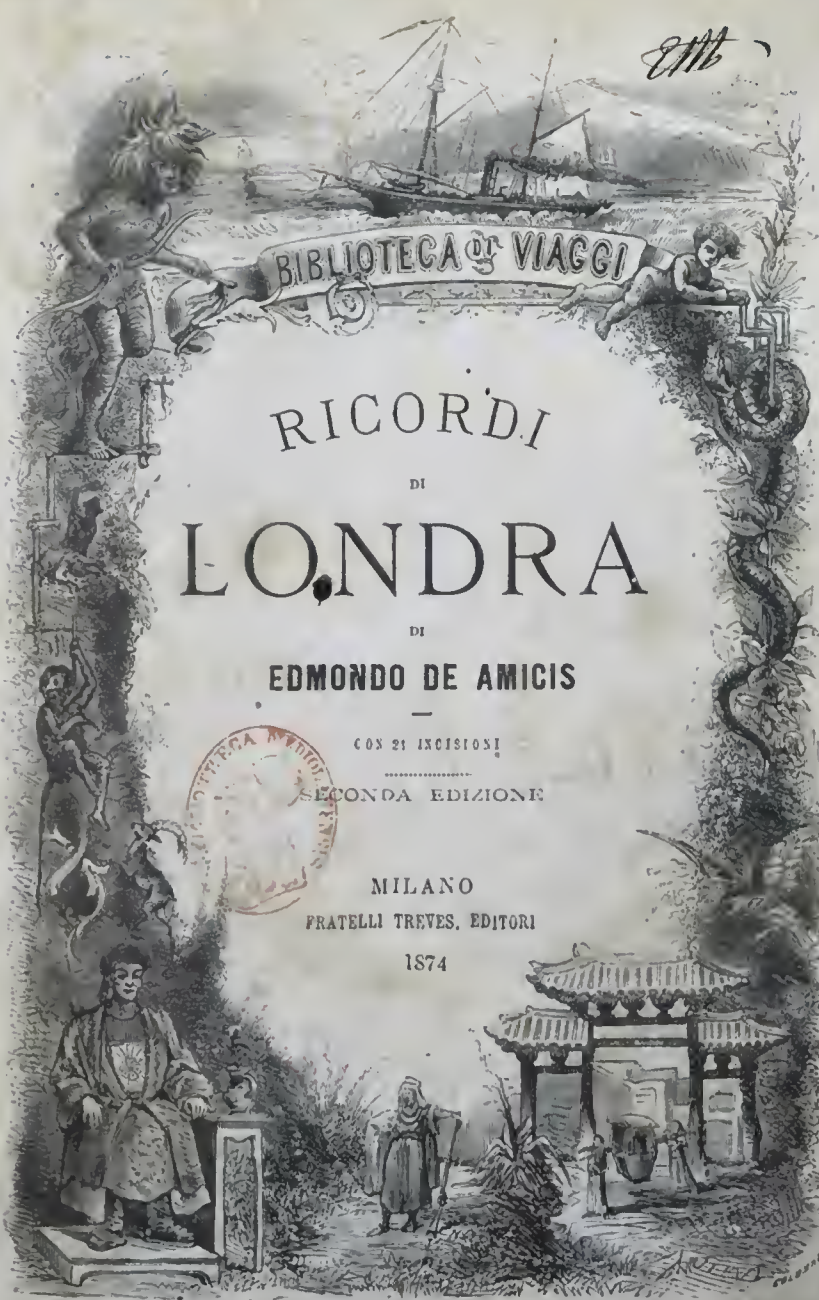 BIBLIOTECA DI VIAGGI
RICORDI
DI
LONDRA
DI
EDMONDO DE AMICIS
CON 21 INCISIONI
SECONDA EDIZIONE
MILANO
FRATELLI TREVES, EDITORI
1874